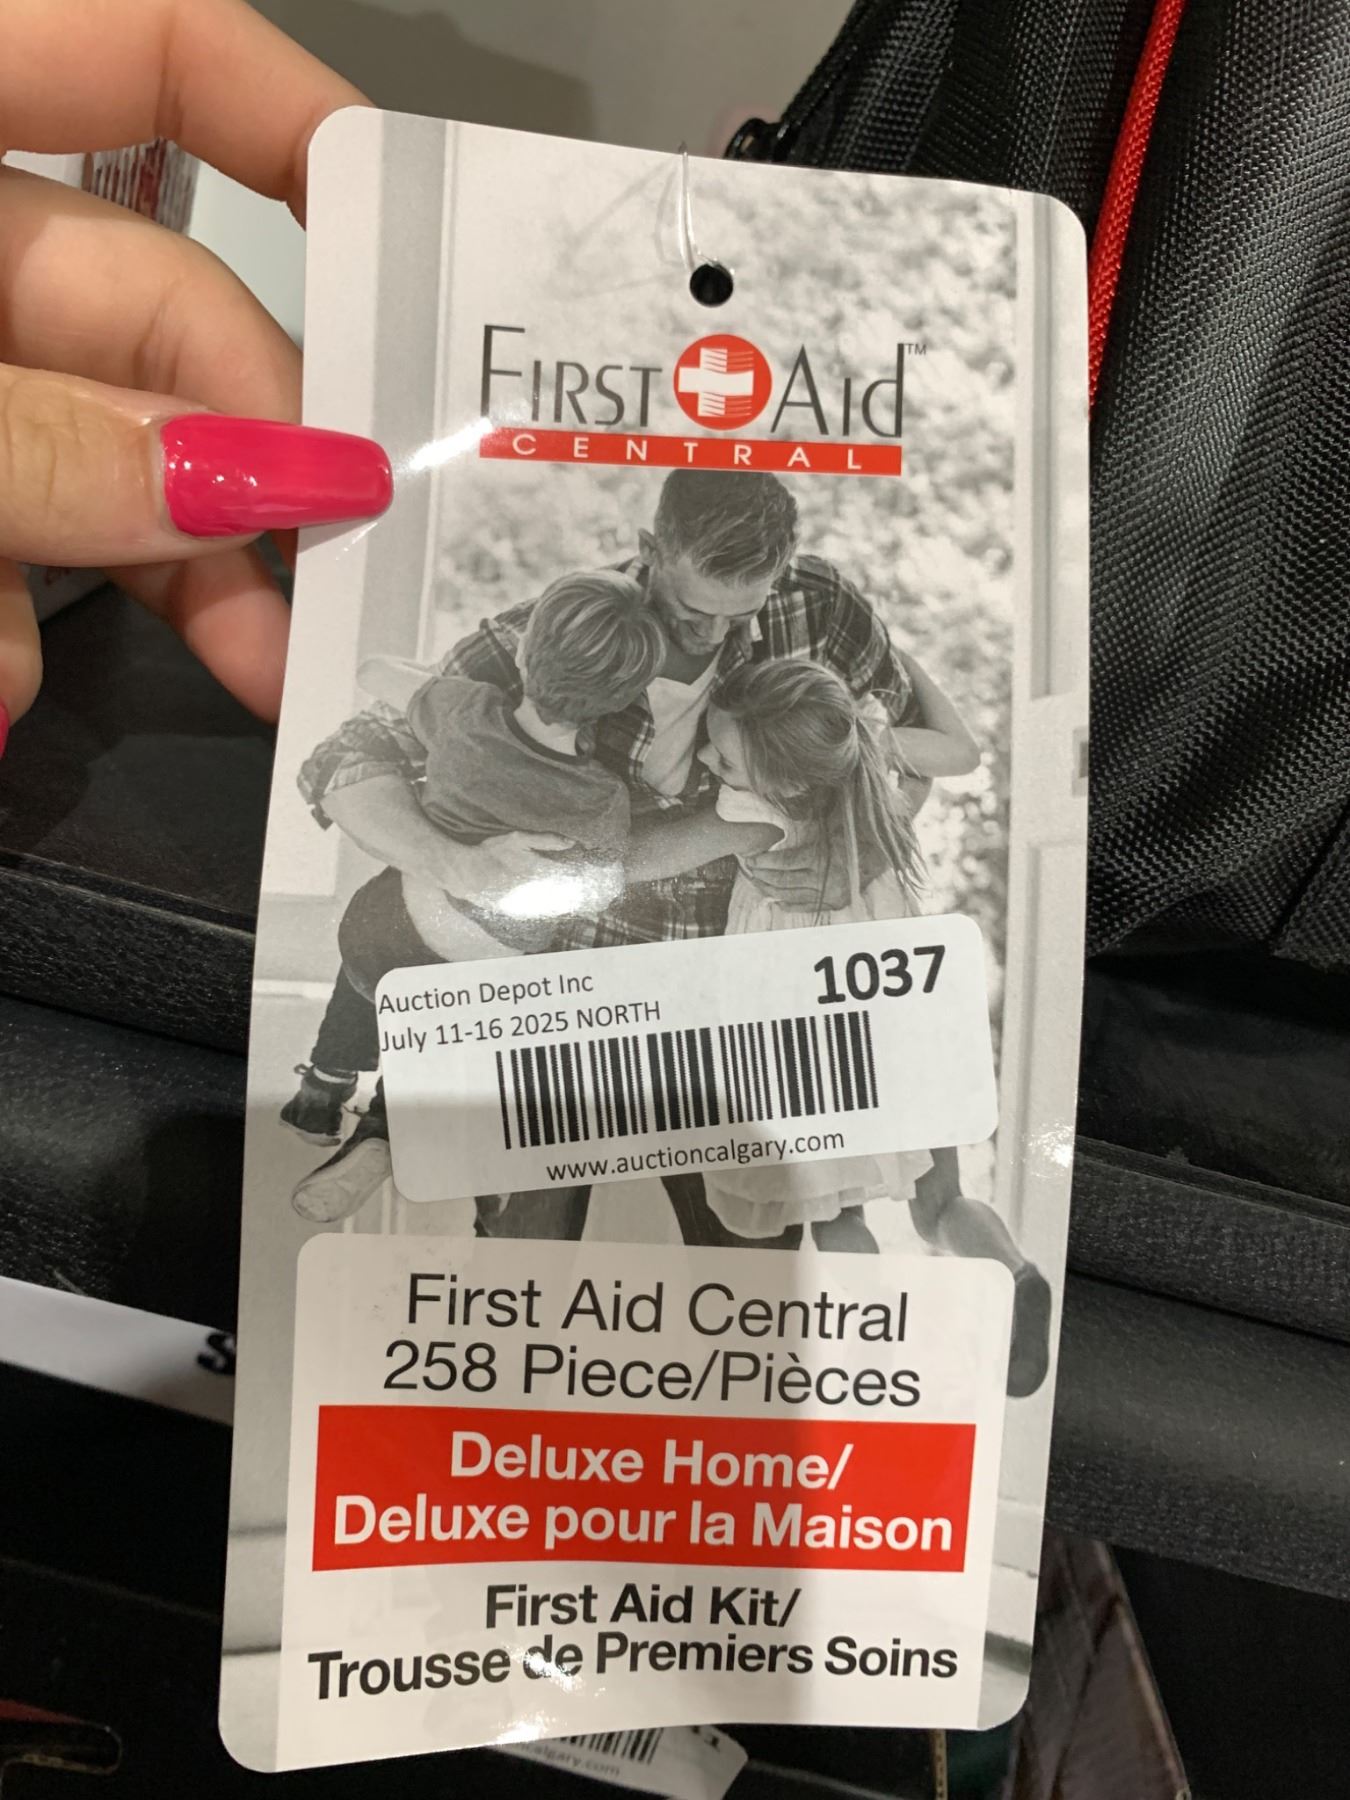 FIRST AID™
CENTRAL
Auction Depot Inc
1037
July 11-16 2025 NORTH
www.auctioncalgary.com
First Aid Central
258 Piece/Pièces
Deluxe Home/
Deluxe pour la Maison
First Aid Kit/
Trousse de Premiers Soins